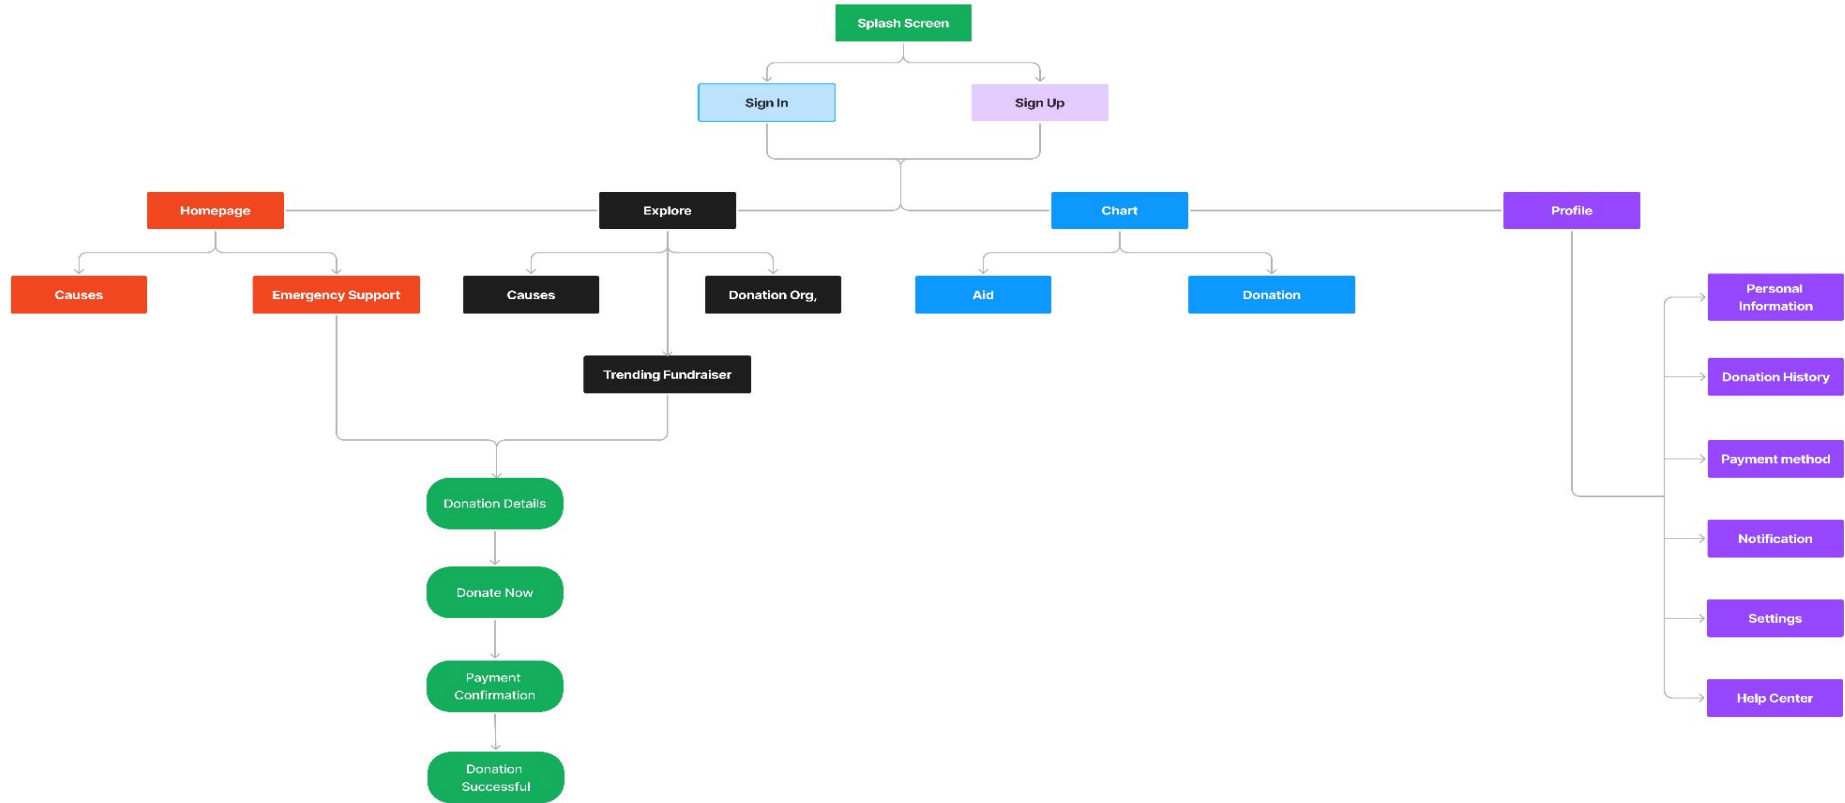 Splash Screen
Sign In
Sign Up
Homepage
Explore
Chart
Profile
Causes
Emergency Support
Causes
Donation Org,
Aid
Donation
Personal
Information
Trending Fundraiser
Donation History
Payment method
Donation Details
Notification
Donate Now
Settings
Payment
Confirmation
Help Center
Donation
Successful